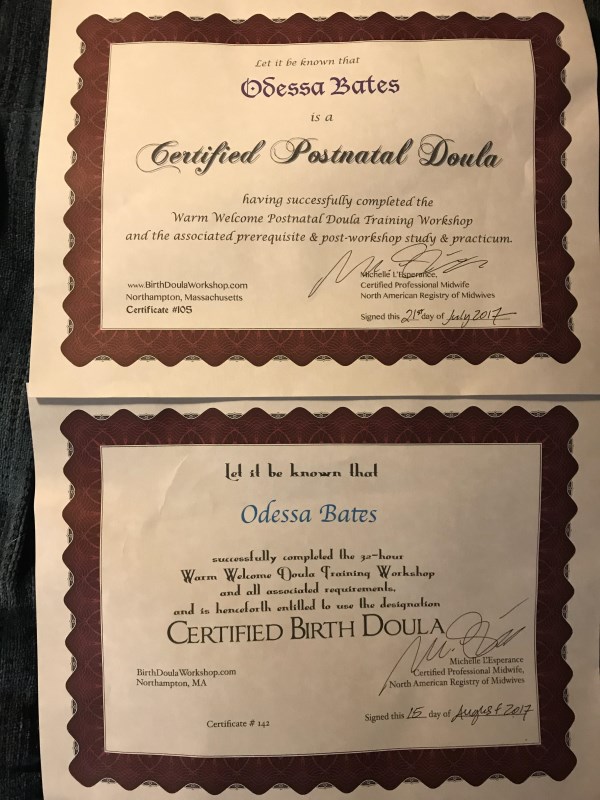 Let it be known that
Odessa Bates
is a
Certified Postnatal Doula
having successfully completed the
Warm Welcome Postnatal Doula Training Workshop
and the associated prerequisite & post-workshop study & practicum.
www.BirthDoulaWorkshop.com
Northampton, Massachusetts
Certificate #105
Michelle L'Esperance,
Certified Professional Midwife
North American Registry of Midwives
Signed this 21st day of July 2017
Let it be known that
Odessa Bates
successfully completed the 32-hour
Warm Welcome Doula Training Workshop
and all associated requirements,
and is henceforth entitled to use the designation
CERTIFIED BIRTH DOULA
BirthDoulaWorkshop.com
Northampton, MA
Certificate # 142
Michelle L'Esperance
Certified Professional Midwife,
North American Registry of Midwives
Signed this 15 day of August 2017